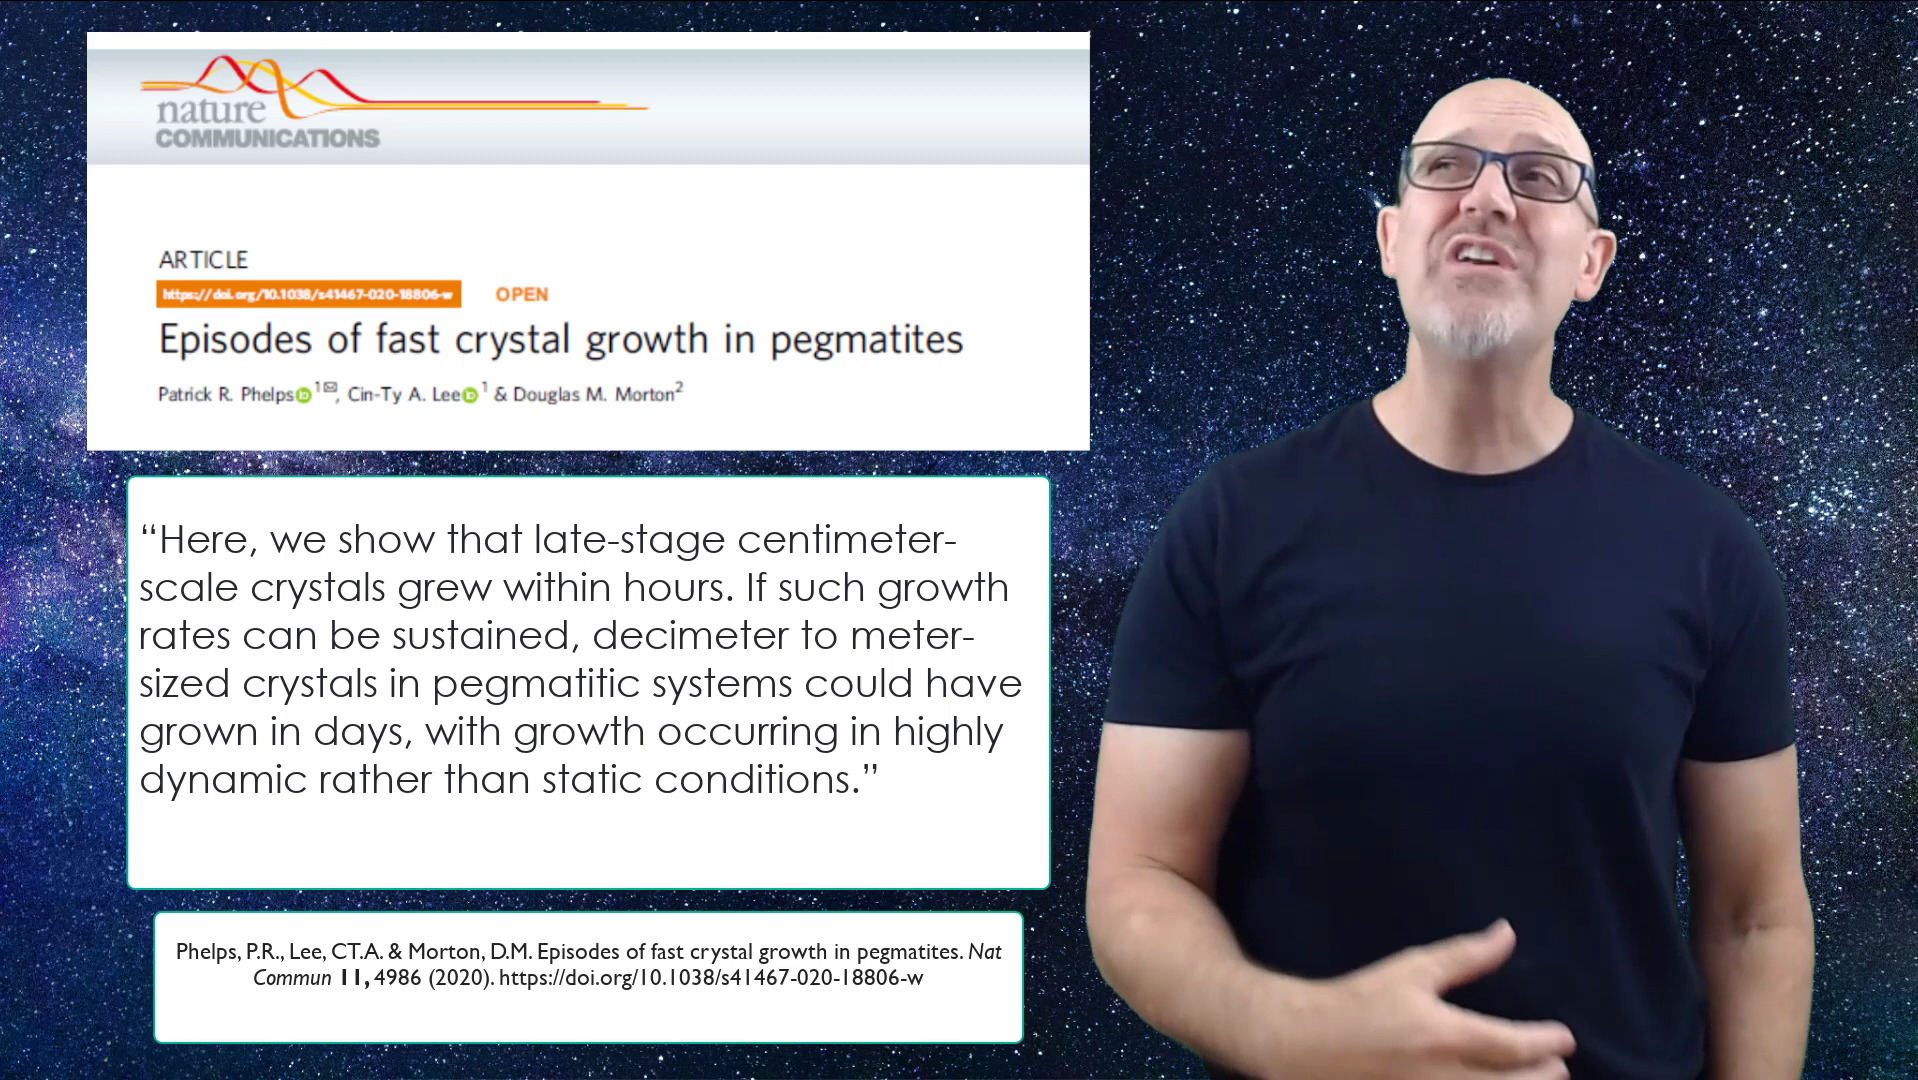 nature
COMMUNICATIONS
ARTICLE
https://doi.org/10.1038/s41467-020-18806-w OPEN
Episodes of fast crystal growth in pegmatites
Patrick R. Phelps 1✉, Cin-Ty A. Lee 1 & Douglas M. Morton2
“Here, we show that late-stage centimeter-
scale crystals grew within hours. If such growth
rates can be sustained, decimeter to meter-
sized crystals in pegmatitic systems could have
grown in days, with growth occurring in highly
dynamic rather than static conditions.”
Phelps, P.R., Lee, CT.A. & Morton, D.M. Episodes of fast crystal growth in pegmatites. Nat
Commun 11, 4986 (2020). https://doi.org/10.1038/s41467-020-18806-w